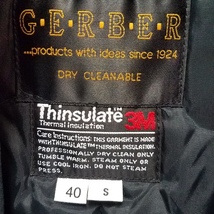 G·E·R·B·E·R
...products with ideas since 1924
DRY CLEANABLE
Thinsulate™ 3M
Thermal Insulation
Care Instructions: THIS GARMENT IS MADE
WITH THINSULATE™ THERMAL INSULATION.
PROFESSIONALLY DRY CLEAN ONLY
TUMBLE WARM. STEAM ONLY OR
USE COOL IRON. DO NOT STEAM
PRESS.
40 S